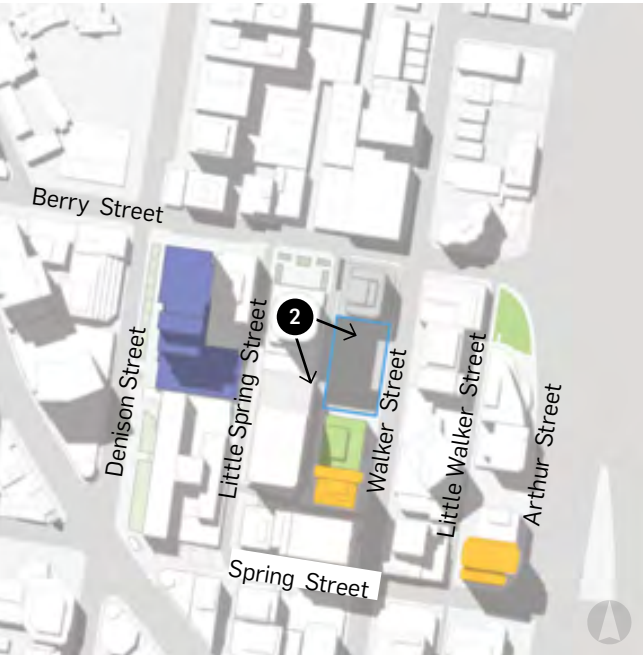 Berry Street
2
Denison Street
Little Spring Street
Walker Street
Little Walker Street
Arthur Street
Spring Street